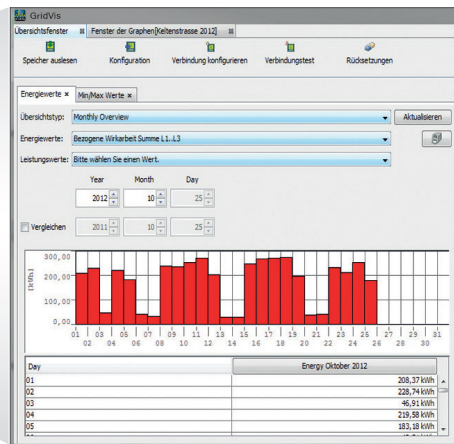 GridVis
Übersichtsfenster Fenster der Graphen[Keltenstrasse 2012]
Speicher auslesen Konfiguration Verbindung konfigurieren Verbindungstest Rücksetzungen
Energiewerte × Min/Max Werte ×
Übersichtstyp: Monthly Overview Aktualisieren
Energiewerte: Bezogene Wirkarbeit Summe L1..L3
Leistungswerte: Bitte wählen Sie einen Wert.
Year Month Day
2012 10 25
Vergleichen 2011 10 25
300,00
[kWh]
200,00
100,00
0,00
01 03 05 07 09 11 13 15 17 19 21 23 25 27 29 31
02 04 06 08 10 12 14 16 18 20 22 24 26 28 30
Day Energy Oktober 2012
01 208,37 kWh
02 228,74 kWh
03 46,91 kWh
04 219,58 kWh
05 183,18 kWh